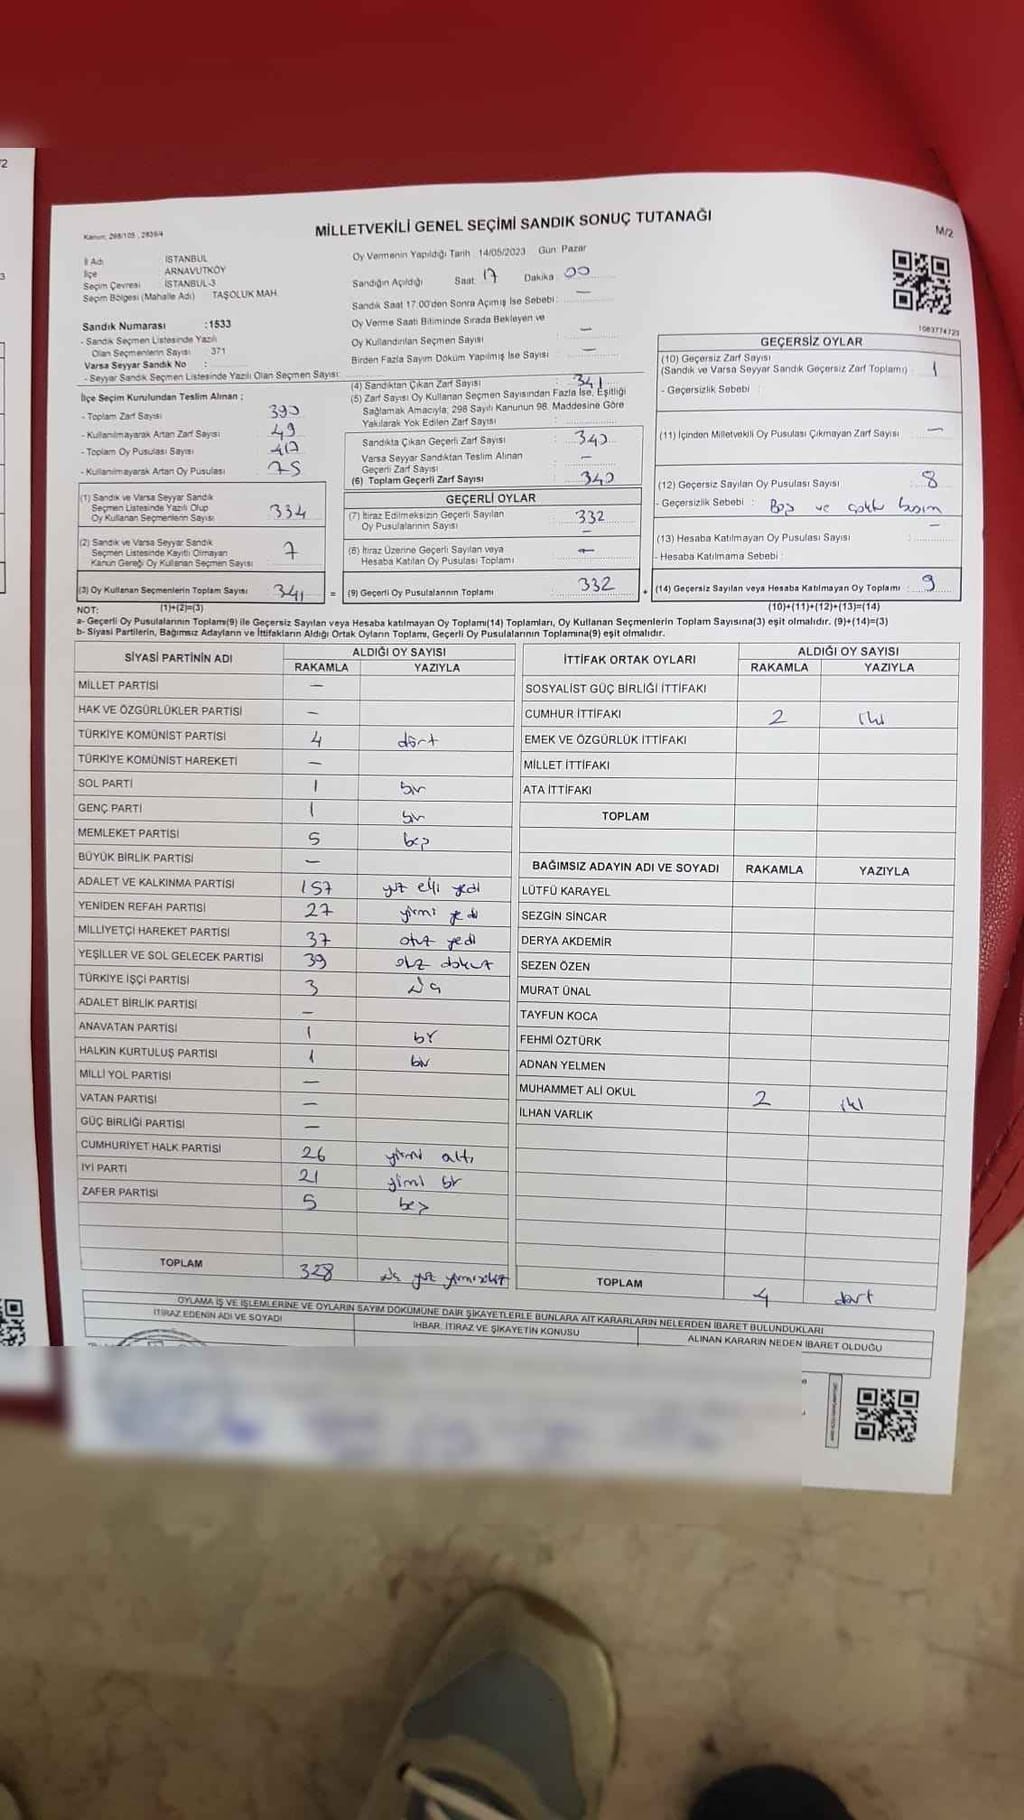 /2
3
MİLLETVEKİLİ GENEL SEÇİMİ SANDIK SONUÇ TUTANAĞI
Kanun: 298/105 , 2839/4
M/2
İl Adı : İSTANBUL
İlçe : ARNAVUTKÖY
Seçim Çevresi : İSTANBUL-3
Seçim Bölgesi (Mahalle Adı) : TAŞOLUK MAH.
Oy Vermenin Yapıldığı Tarih : 14/05/2023 Gün: Pazar
Sandığın Açıldığı Saat: 17 Dakika : 00
Sandık Saat 17.00'den Sonra Açımış İse Sebebi: —
Oy Verme Saati Bitiminde Sırada Bekleyen ve
Oy Kullandırılan Seçmen Sayısı —
Birden Fazla Sayım Döküm Yapılmış İse Sayısı —
1083774723
Sandık Numarası :1533
- Sandık Seçmen Listesinde Yazılı
Olan Seçmenlerin Sayısı : 371
Varsa Seyyar Sandık No :
- Seyyar Sandık Seçmen Listesinde Yazılı Olan Seçmen Sayısı:
İlçe Seçim Kurulundan Teslim Alınan ;
- Toplam Zarf Sayısı : 390
- Kullanılmayarak Artan Zarf Sayısı : 49
- Toplam Oy Pusulası Sayısı : 417
- Kullanılmayarak Artan Oy Pusulası : 75
(1) Sandık ve Varsa Seyyar Sandık
Seçmen Listesinde Yazılı Olup
Oy Kullanan Seçmenlerin Sayısı 334
(2) Sandık ve Varsa Seyyar Sandık
Seçmen Listesinde Kayıtlı Olmayan
Kanun Gereği Oy Kullanan Seçmen Sayısı 7
(3) Oy Kullanan Seçmenlerin Toplam Sayısı : 341
(1)+(2)=(3)
(4) Sandıktan Çıkan Zarf Sayısı : 341
(5) Zarf Sayısı Oy Kullanan Seçmen Sayısından Fazla İse, Eşitliği
Sağlamak Amacıyla, 298 Sayılı Kanunun 98. Maddesine Göre
Yakılarak Yok Edilen Zarf Sayısı :
Sandıkta Çıkan Geçerli Zarf Sayısı : 340
Varsa Seyyar Sandıktan Teslim Alınan
Geçerli Zarf Sayısı : —
(6) Toplam Geçerli Zarf Sayısı : 340
GEÇERLİ OYLAR
(7) İtiraz Edilmeksizin Geçerli Sayılan
Oy Pusulalarının Sayısı : 332
—
(8) İtiraz Üzerine Geçerli Sayılan veya
Hesaba Katılan Oy Pusulası Toplamı : —
= (9) Geçerli Oy Pusulalarının Toplamı : 332 +
GEÇERSİZ OYLAR
(10) Geçersiz Zarf Sayısı
(Sandık ve Varsa Seyyar Sandık Geçersiz Zarf Toplamı) : 1
- Geçersizlik Sebebi :
(11) İçinden Milletvekili Oy Pusulası Çıkmayan Zarf Sayısı : —
(12) Geçersiz Sayılan Oy Pusulası Sayısı : 8
- Geçersizlik Sebebi : Boş ve çoklu basım
(13) Hesaba Katılmayan Oy Pusulası Sayısı : —
- Hesaba Katılmama Sebebi :
(14) Geçersiz Sayılan veya Hesaba Katılmayan Oy Toplamı : 9
(10)+(11)+(12)+(13)=(14)
NOT:
a- Geçerli Oy Pusulalarının Toplamı(9) ile Geçersiz Sayılan veya Hesaba Katılmayan Oy Toplamı(14) Toplamları, Oy Kullanan Seçmenlerin Toplam Sayısına(3) eşit olmalıdır. (9)+(14)=(3)
b- Siyasi Partilerin, Bağımsız Adayların ve İttifakların Aldığı Ortak Oyların Toplamı, Geçerli Oy Pusulalarının Toplamına(9) eşit olmalıdır.
SİYASİ PARTİNİN ADI ALDIĞI OY SAYISI
RAKAMLA YAZIYLA
MİLLET PARTİSİ —
HAK VE ÖZGÜRLÜKLER PARTİSİ —
TÜRKİYE KOMÜNİST PARTİSİ 4 dört
TÜRKİYE KOMÜNİST HAREKETİ —
SOL PARTİ 1 bir
GENÇ PARTİ 1 bir
MEMLEKET PARTİSİ 5 beş
BÜYÜK BİRLİK PARTİSİ —
ADALET VE KALKINMA PARTİSİ 157 yüz elli yedi
YENİDEN REFAH PARTİSİ 27 yirmi yedi
MİLLİYETÇİ HAREKET PARTİSİ 37 otuz yedi
YEŞİLLER VE SOL GELECEK PARTİSİ 39 otuz dokuz
TÜRKİYE İŞÇİ PARTİSİ 3 üç
ADALET BİRLİK PARTİSİ —
ANAVATAN PARTİSİ 1 bir
HALKIN KURTULUŞ PARTİSİ 1 bir
MİLLİ YOL PARTİSİ —
VATAN PARTİSİ —
GÜÇ BİRLİĞİ PARTİSİ —
CUMHURİYET HALK PARTİSİ 26 yirmi altı
İYİ PARTİ 21 yirmi bir
ZAFER PARTİSİ 5 beş
TOPLAM 328 üç yüz yirmi sekiz
İTTİFAK ORTAK OYLARI ALDIĞI OY SAYISI
RAKAMLA YAZIYLA
SOSYALİST GÜÇ BİRLİĞİ İTTİFAKI
CUMHUR İTTİFAKI 2 iki
EMEK VE ÖZGÜRLÜK İTTİFAKI
MİLLET İTTİFAKI
ATA İTTİFAKI
TOPLAM
BAĞIMSIZ ADAYIN ADI VE SOYADI RAKAMLA YAZIYLA
LÜTFÜ KARAYEL
SEZGİN SİNCAR
DERYA AKDEMİR
SEZEN ÖZEN
MURAT ÜNAL
TAYFUN KOCA
FEHMİ ÖZTÜRK
ADNAN YELMEN
MUHAMMET ALİ OKUL 2 iki
İLHAN VARLIK
TOPLAM 4 dört
OYLAMA İŞ VE İŞLEMLERİNE VE OYLARIN SAYIM DÖKÜMÜNE DAİR ŞİKAYETLERLE BUNLARA AİT KARARLARIN NELERDEN İBARET BULUNDUKLARI
İTİRAZ EDENİN ADI VE SOYADI İHBAR, İTİRAZ VE ŞİKAYETİN KONUSU ALINAN KARARIN NEDEN İBARET OLDUĞU